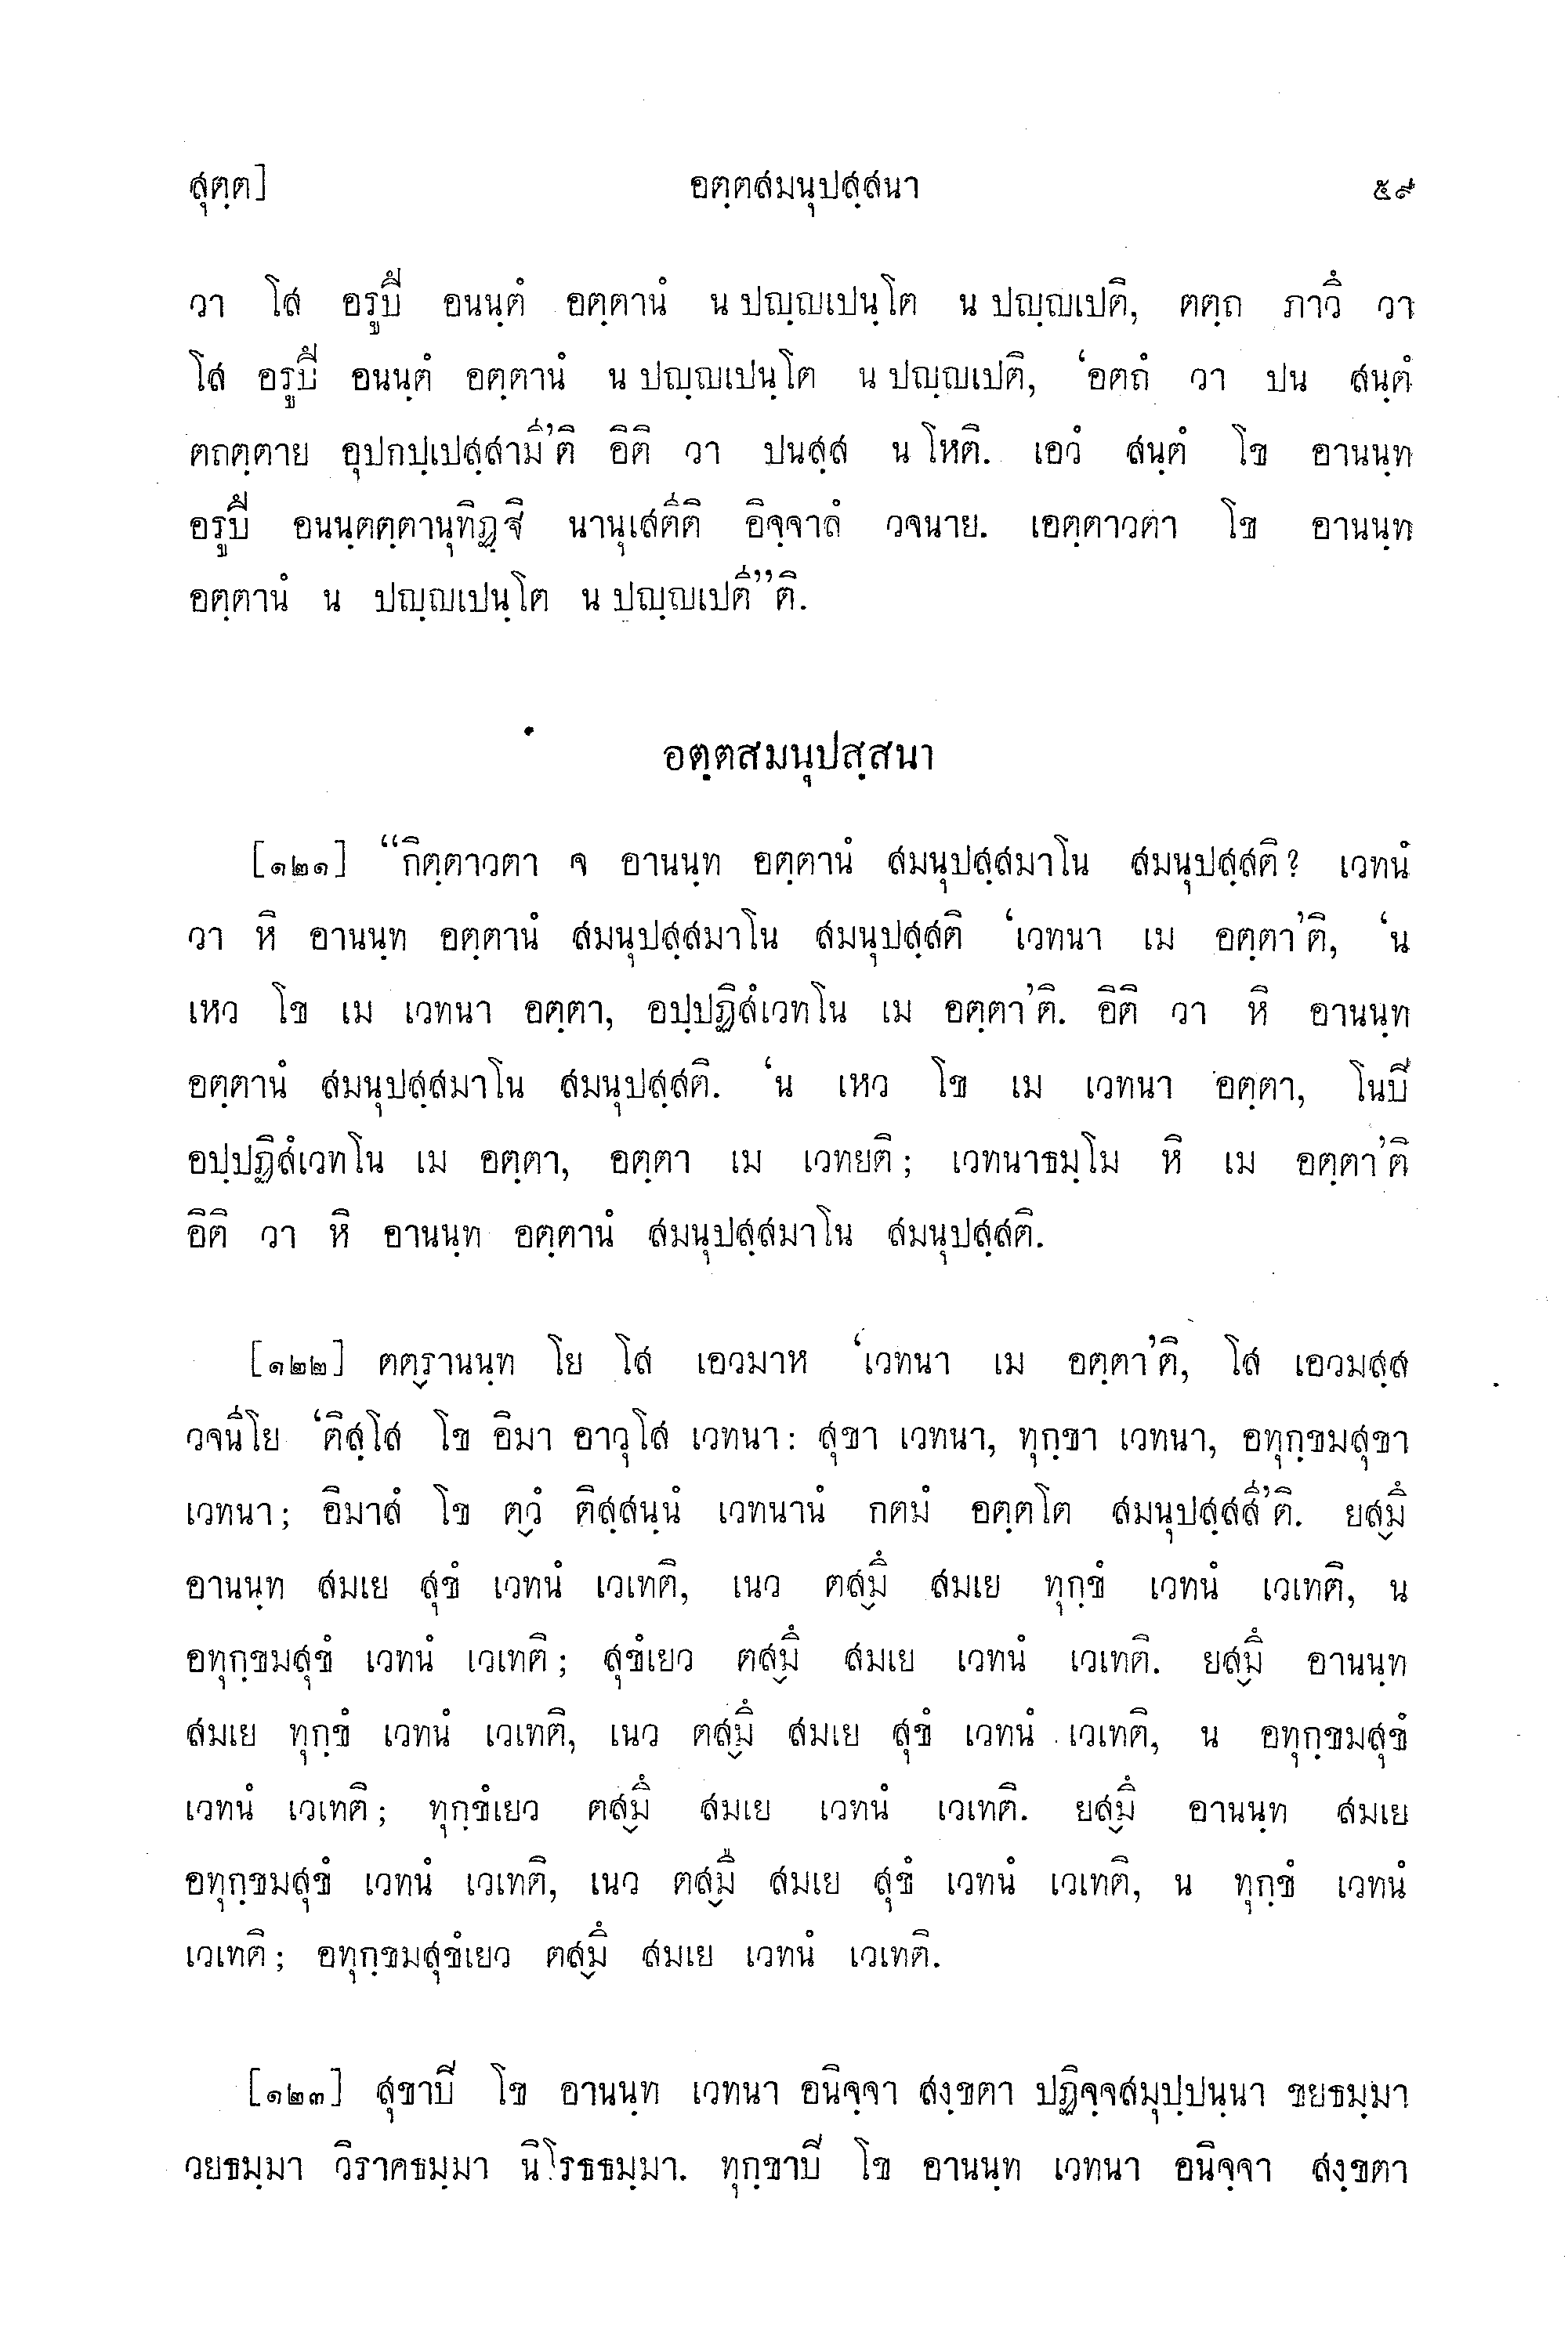 สุตฺต] อตฺตสมนุปสฺสนา ๕๙
วา โส อรูปึ อนนฺตํ อตฺตานํ น ปญฺญเปนฺโต น ปญฺญเปติ, ตตฺถ ภาวึ วา
โส อรูปึ อนนฺตํ อตฺตานํ น ปญฺญเปนฺโต น ปญฺญเปติ, ‘อตถํ วา ปน สนฺตํ
ตถตฺตาย อุปกปฺเปสฺสามี’ติ อิติ วา ปนสฺส น โหติ. เอวํ สนฺตํ โข อานนฺท
อรูปึ อนนฺตตฺตานุทิฏฺฐิ นานุเสตีติ อิจฺจาลํ วจนาย. เอตฺตาวตา โข อานนฺท
อตฺตานํ น ปญฺญเปนฺโต น ปญฺญเปตี”ติ.
อตฺตสมนุปสฺสนา
[๑๒๑] “กิตฺตาวตา จ อานนฺท อตฺตานํ สมนุปสฺสมาโน สมนุปสฺสติ? เวทนํ
วา หิ อานนฺท อตฺตานํ สมนุปสฺสมาโน สมนุปสฺสติ ‘เวทนา เม อตฺตา’ติ, ‘น
เหว โข เม เวทนา อตฺตา, อปฺปฏิสํเวทโน เม อตฺตา’ติ. อิติ วา หิ อานนฺท
อตฺตานํ สมนุปสฺสมาโน สมนุปสฺสติ. ‘น เหว โข เม เวทนา อตฺตา, โนปิ
อปฺปฏิสํเวทโน เม อตฺตา, อตฺตา เม เวทยติ; เวทนาธมฺโม หิ เม อตฺตา’ติ
อิติ วา หิ อานนฺท อตฺตานํ สมนุปสฺสมาโน สมนุปสฺสติ.
[๑๒๒] ตตฺรานนฺท โย โส เอวมาห ‘เวทนา เม อตฺตา’ติ, โส เอวมสฺส
วจนีโย ‘ติสฺโส โข อิมา อาวุโส เวทนา: สุขา เวทนา, ทุกฺขา เวทนา, อทุกฺขมสุขา
เวทนา; อิมาสํ โข ตฺวํ ติสฺสนฺนํ เวทนานํ กตมํ อตฺตโต สมนุปสฺสสี’ติ. ยสฺมึ
อานนฺท สมเย สุขํ เวทนํ เวเทติ, เนว ตสฺมึ สมเย ทุกฺขํ เวทนํ เวเทติ, น
อทุกฺขมสุขํ เวทนํ เวเทติ; สุขํเยว ตสฺมึ สมเย เวทนํ เวเทติ. ยสฺมึ อานนฺท
สมเย ทุกฺขํ เวทนํ เวเทติ, เนว ตสฺมึ สมเย สุขํ เวทนํ เวเทติ, น อทุกฺขมสุขํ
เวทนํ เวเทติ; ทุกฺขํเยว ตสฺมึ สมเย เวทนํ เวเทติ. ยสฺมึ อานนฺท สมเย
อทุกฺขมสุขํ เวทนํ เวเทติ, เนว ตสฺมึ สมเย สุขํ เวทนํ เวเทติ, น ทุกฺขํ เวทนํ
เวเทติ; อทุกฺขมสุขํเยว ตสฺมึ สมเย เวทนํ เวเทติ.
[๑๒๓] สุขาปิ โข อานนฺท เวทนา อนิจฺจา สงฺขตา ปฏิจฺจสมุปฺปนฺนา ขยธมฺมา
วยธมฺมา วิราคธมฺมา นิโรธธมฺมา. ทุกฺขาปิ โข อานนฺท เวทนา อนิจฺจา สงฺขตา